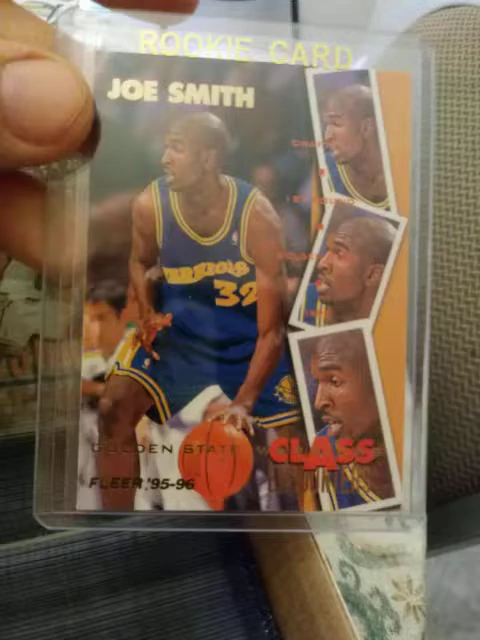 ROOKIE CARD
JOE SMITH
WARRIORS
32
GOLDEN STATE
CLASS
FLEER '95-96